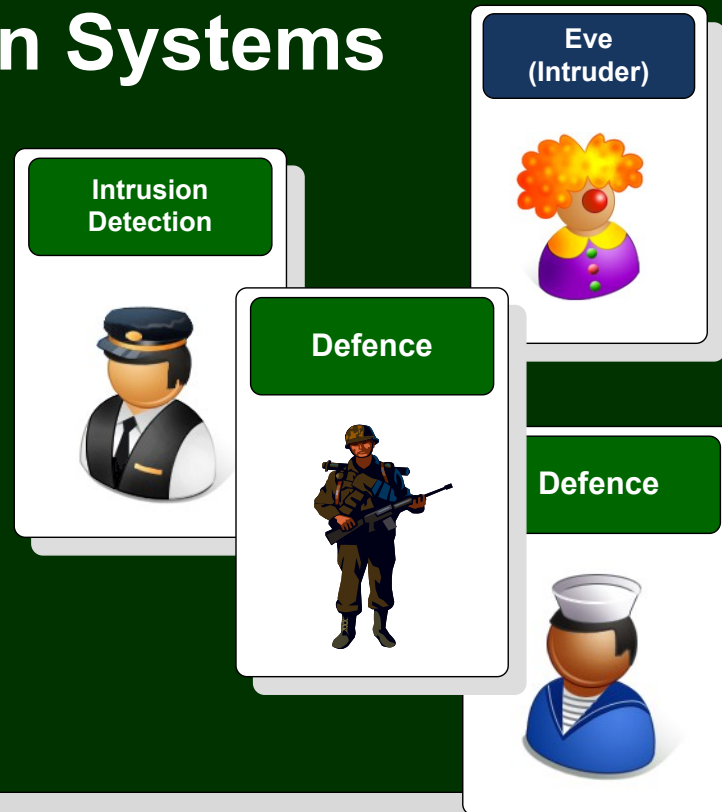 n Systems
Eve
(Intruder)
Intrusion
Detection
Defence
Defence